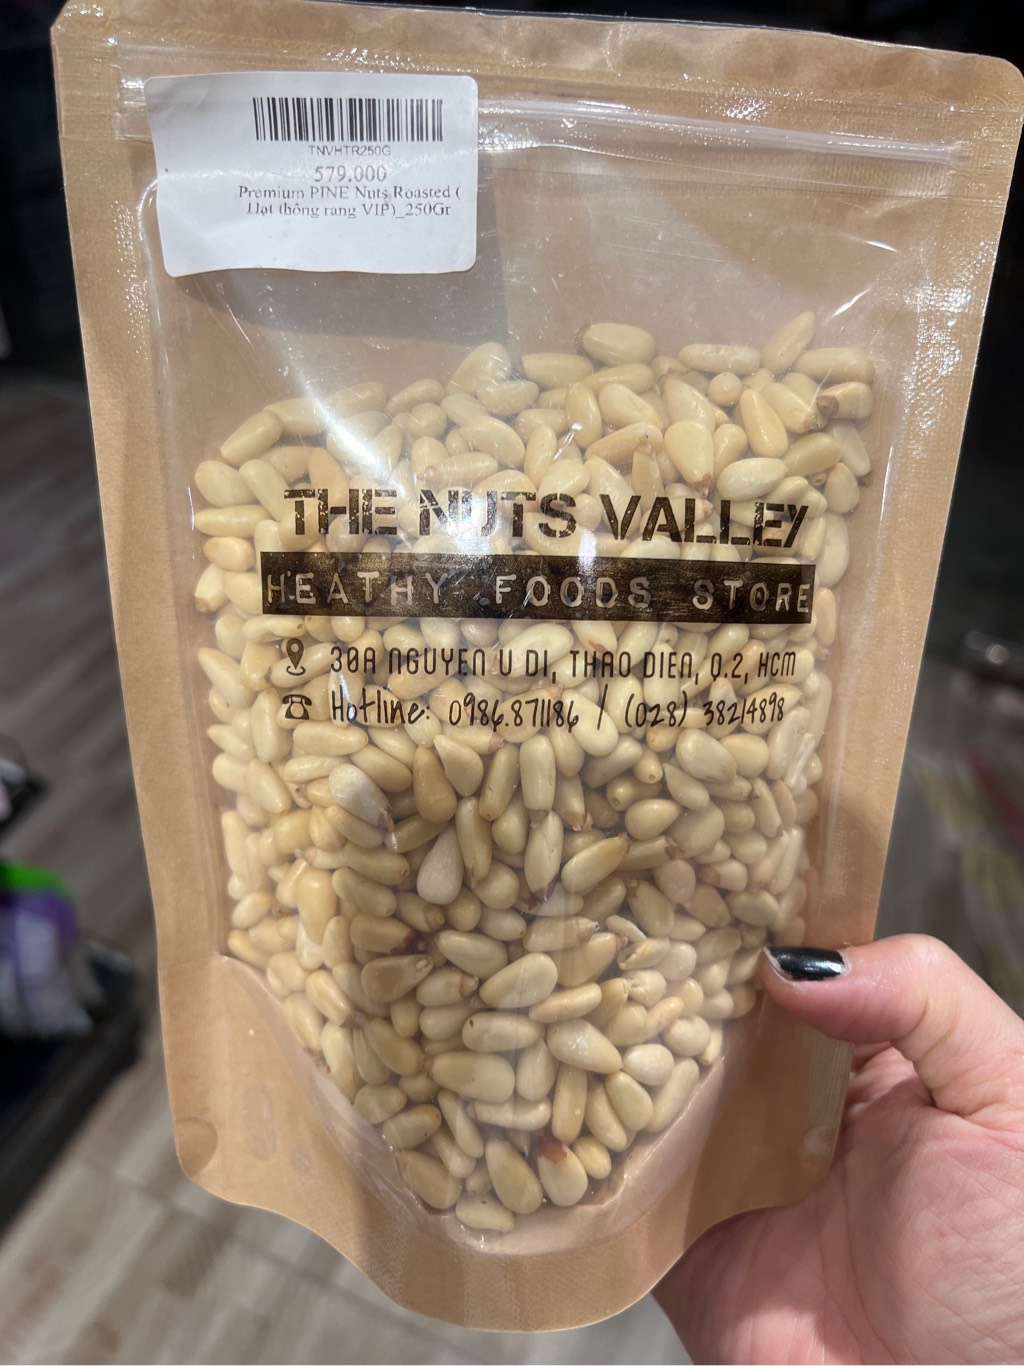 TNVHTR250G
579.000
Premium PINE Nuts Roasted (
Hạt thông rang VIP)_250Gr
THE NUTS VALLEY
HEATHY FOODS STORE
30A NGUYEN U DI, THAO DIEN, Q.2, HCM
Hotline: 0986.871186 / (028) 38214898